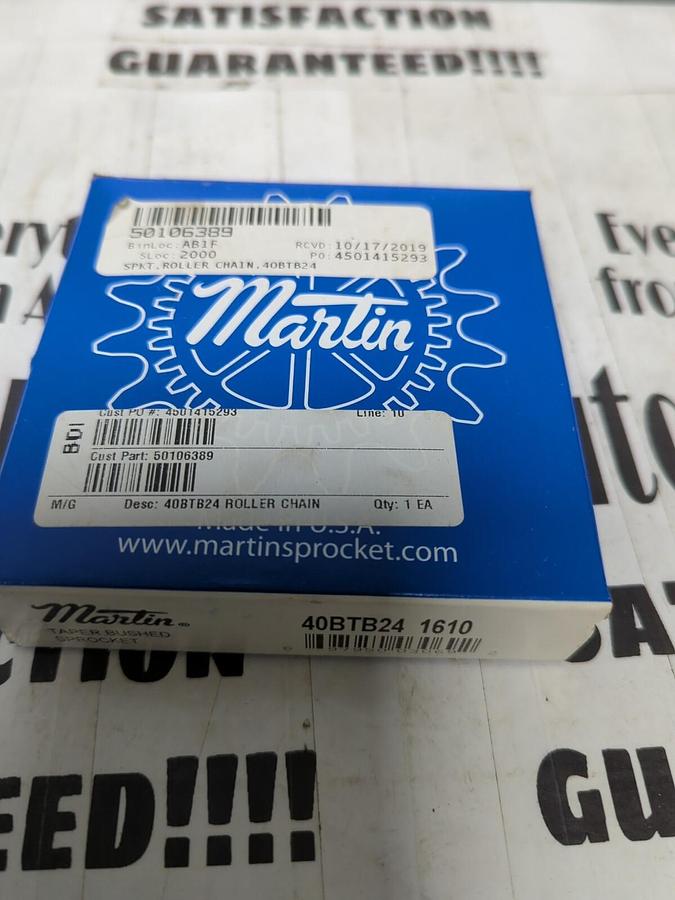 SATISFACTION
GUARANTEED!!!!
50106389
BinLoc: AB1F RCVD: 10/17/2019
SLoc: 2000 PO: 4501415293
SPKT,ROLLER CHAIN,40BTB24
Martin
Cust PO #: 4501415293 Line: 10
BDI
Cust Part: 50106389
M/G Desc: 40BTB24 ROLLER CHAIN Qty: 1 EA
Made in U.S.A.
www.martinsprocket.com
Martin®
TAPER BUSHED
SPROCKET
40BTB24 1610